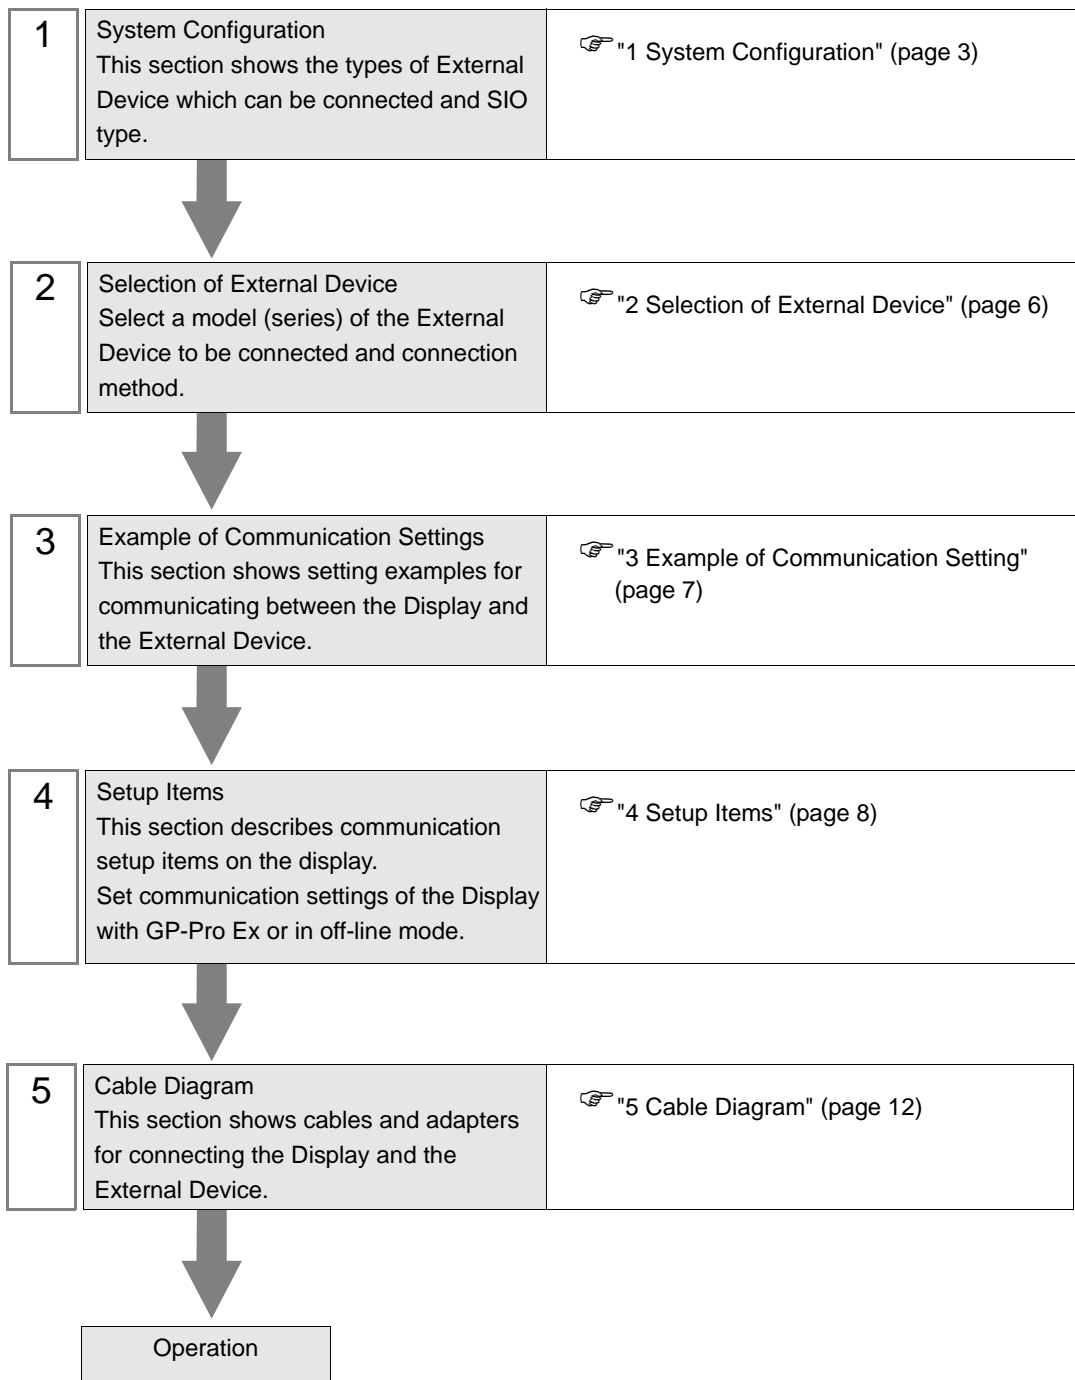 1
System Configuration
This section shows the types of External
Device which can be connected and SIO
type.
"1 System Configuration" (page 3)
2
Selection of External Device
Select a model (series) of the External
Device to be connected and connection
method.
"2 Selection of External Device" (page 6)
3
Example of Communication Settings
This section shows setting examples for
communicating between the Display and
the External Device.
"3 Example of Communication Setting"
(page 7)
4
Setup Items
This section describes communication
setup items on the display.
Set communication settings of the Display
with GP-Pro Ex or in off-line mode.
"4 Setup Items" (page 8)
5
Cable Diagram
This section shows cables and adapters
for connecting the Display and the
External Device.
"5 Cable Diagram" (page 12)
Operation